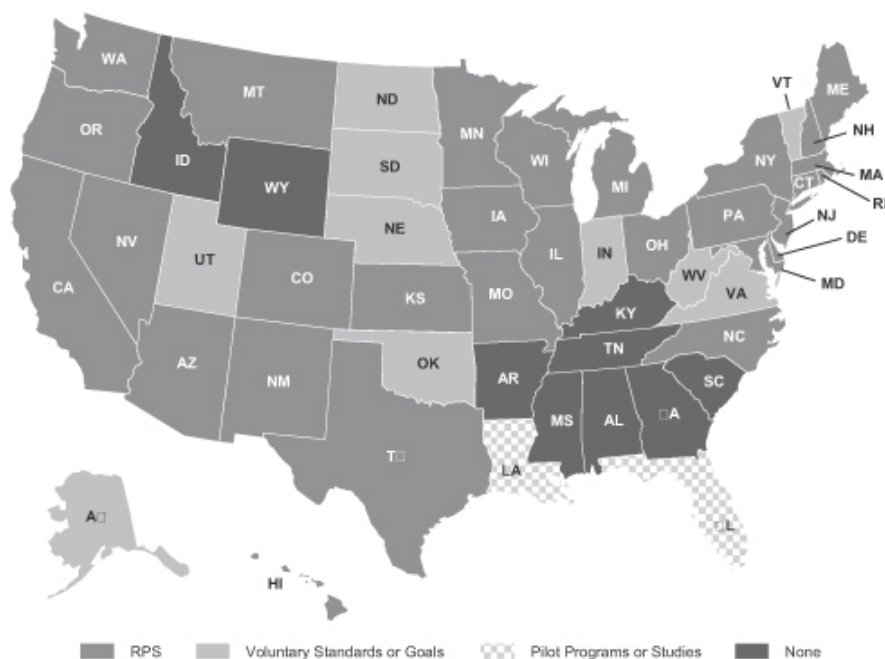 WA
MT
ND
MN
VT
ME
OR
ID
SD
WI
NY
NH
WY
MI
MA
CT
RI
NE
IA
PA
NJ
NV
UT
CO
IL
IN
OH
DE
CA
KS
MO
WV
VA
MD
KY
AZ
NM
OK
AR
TN
NC
SC
MS
AL
□A
T□
LA
□L
A□
HI
RPS Voluntary Standards or Goals Pilot Programs or Studies None